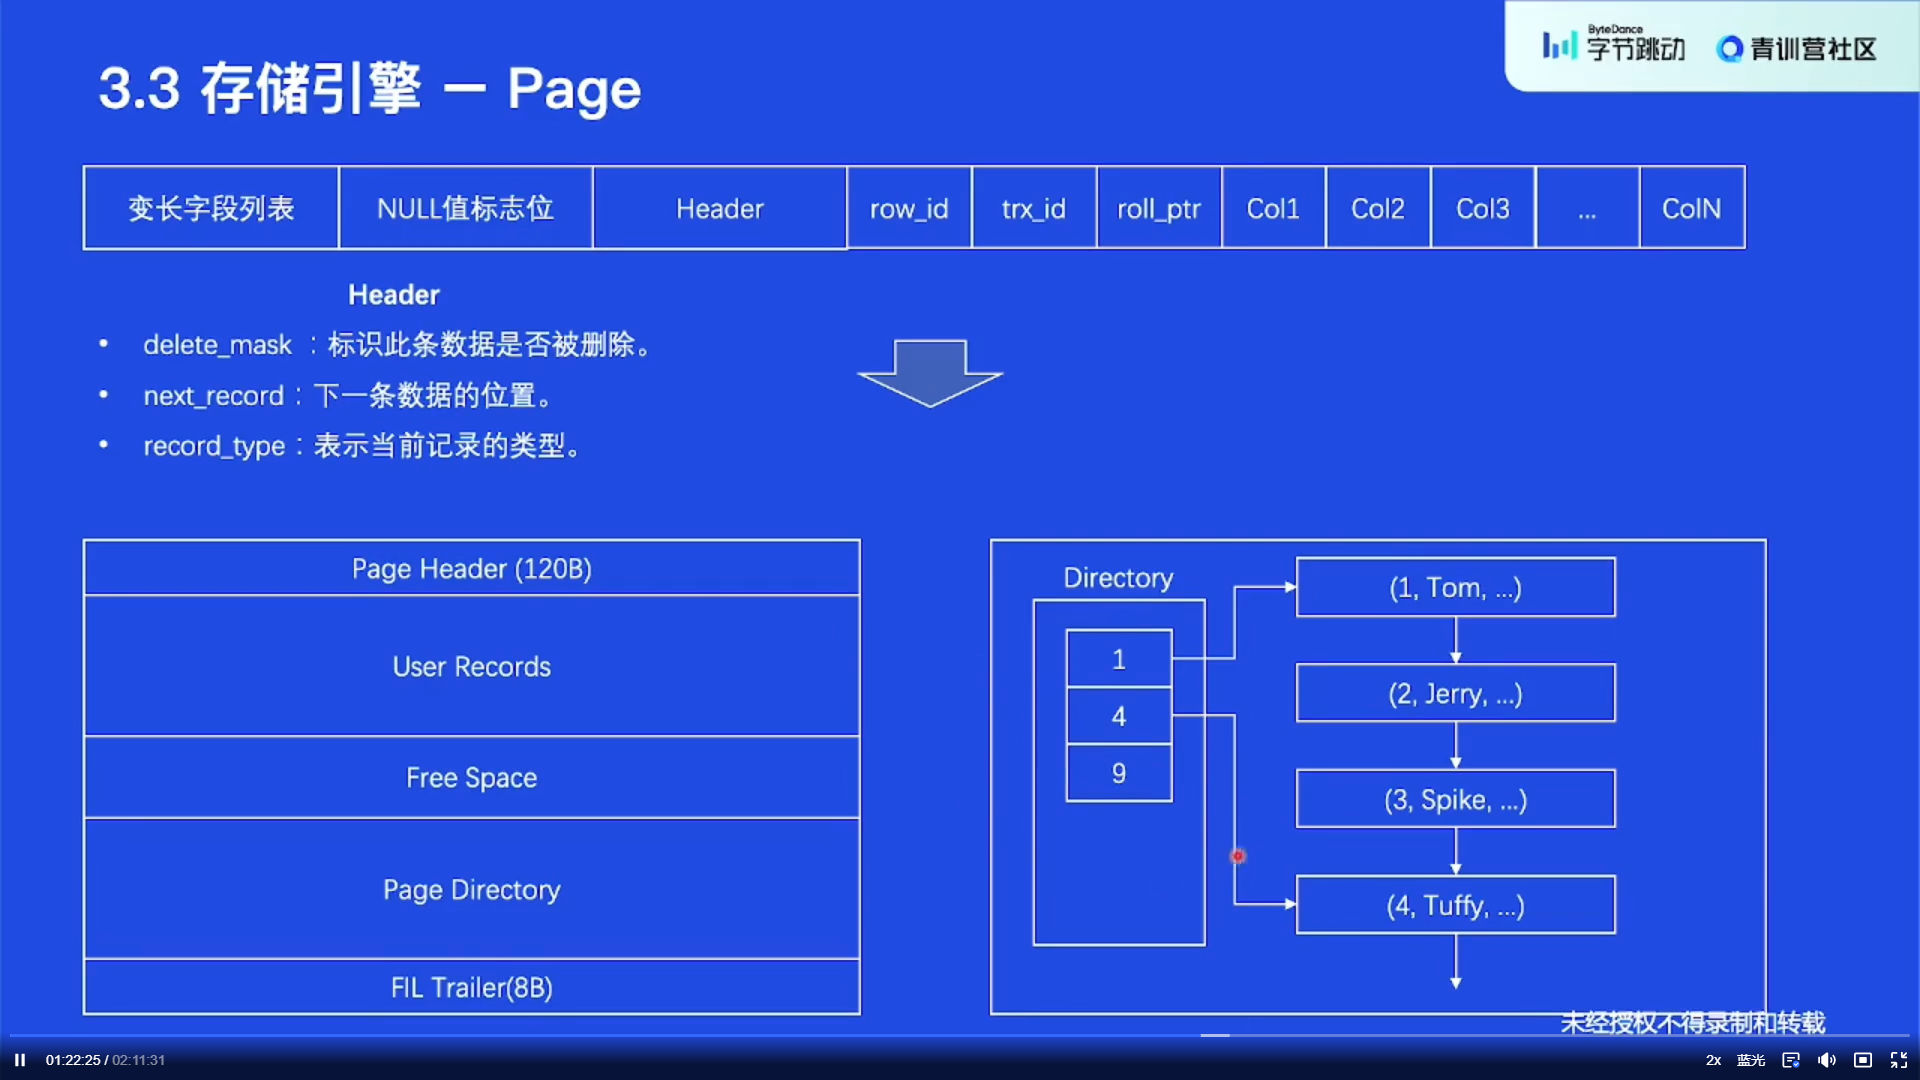 ByteDance
字节跳动
青训营社区
3.3 存储引擎 － Page
变长字段列表 NULL值标志位 Header row_id trx_id roll_ptr Col1 Col2 Col3 ... ColN
Header
• delete_mask ：标识此条数据是否被删除。
• next_record：下一条数据的位置。
• record_type：表示当前记录的类型。
Page Header (120B)
User Records
Free Space
Page Directory
FIL Trailer(8B)
Directory
1
4
9
(1, Tom, ...)
(2, Jerry, ...)
(3, Spike, ...)
(4, Tuffy, ...)
未经授权不得录制和转载
01:22:25 / 02:11:31
2x 蓝光